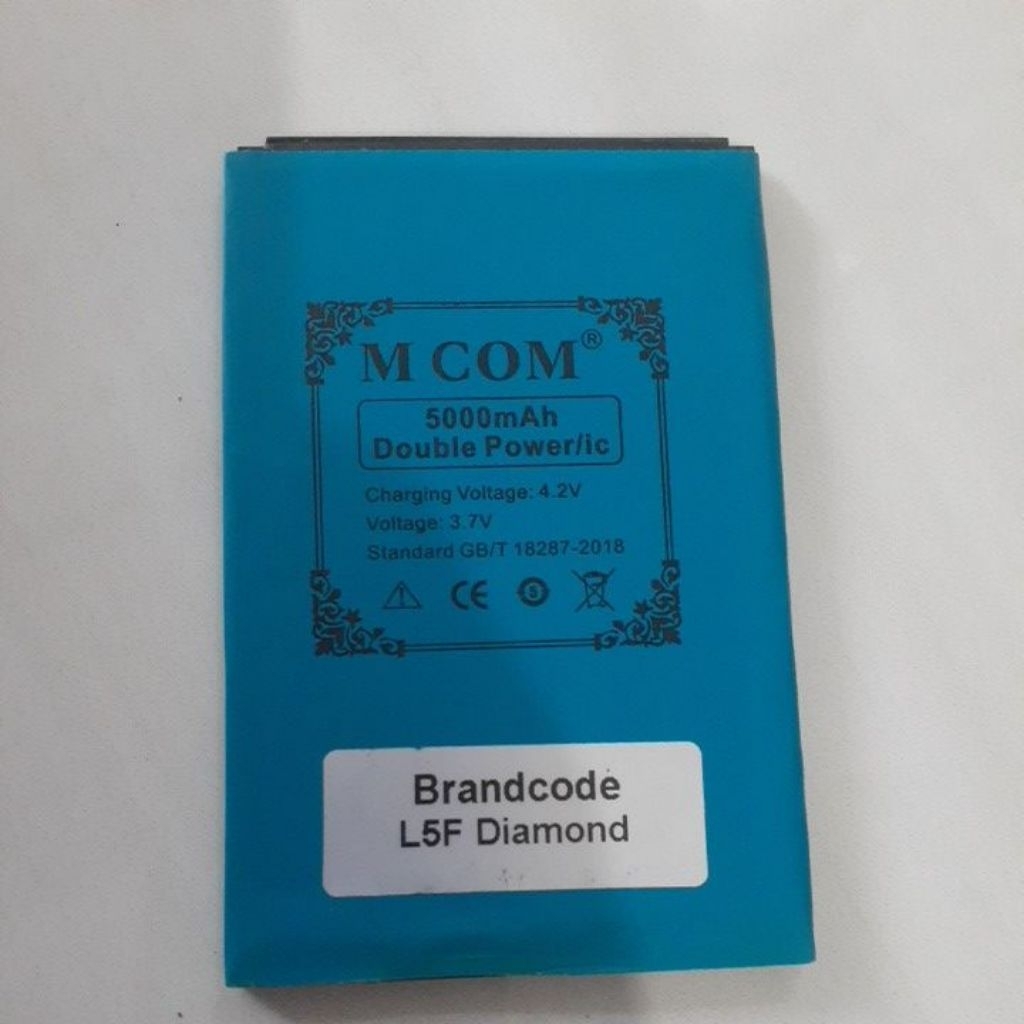 M COM®
5000mAh
Double Power/ic
Charging Voltage: 4.2V
Voltage: 3.7V
Standard GB/T 18287-2018
CE S
Brandcode
L5F Diamond